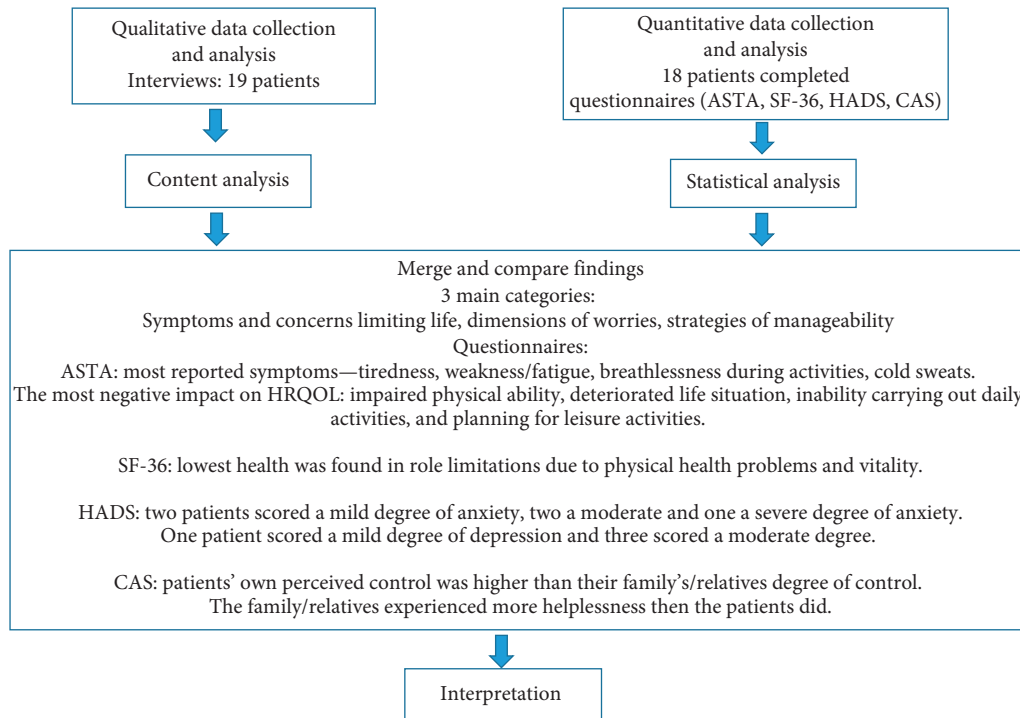 Qualitative data collection
and analysis
Interviews: 19 patients
Quantitative data collection
and analysis
18 patients completed
questionnaires (ASTA, SF-36, HADS, CAS)
Content analysis
Statistical analysis
Merge and compare findings
3 main categories:
Symptoms and concerns limiting life, dimensions of worries, strategies of manageability
Questionnaires:
ASTA: most reported symptoms—tiredness, weakness/fatigue, breathlessness during activities, cold sweats.
The most negative impact on HRQOL: impaired physical ability, deteriorated life situation, inability carrying out daily
activities, and planning for leisure activities.
SF-36: lowest health was found in role limitations due to physical health problems and vitality.
HADS: two patients scored a mild degree of anxiety, two a moderate and one a severe degree of anxiety.
One patient scored a mild degree of depression and three scored a moderate degree.
CAS: patients' own perceived control was higher than their family's/relatives degree of control.
The family/relatives experienced more helplessness then the patients did.
Interpretation